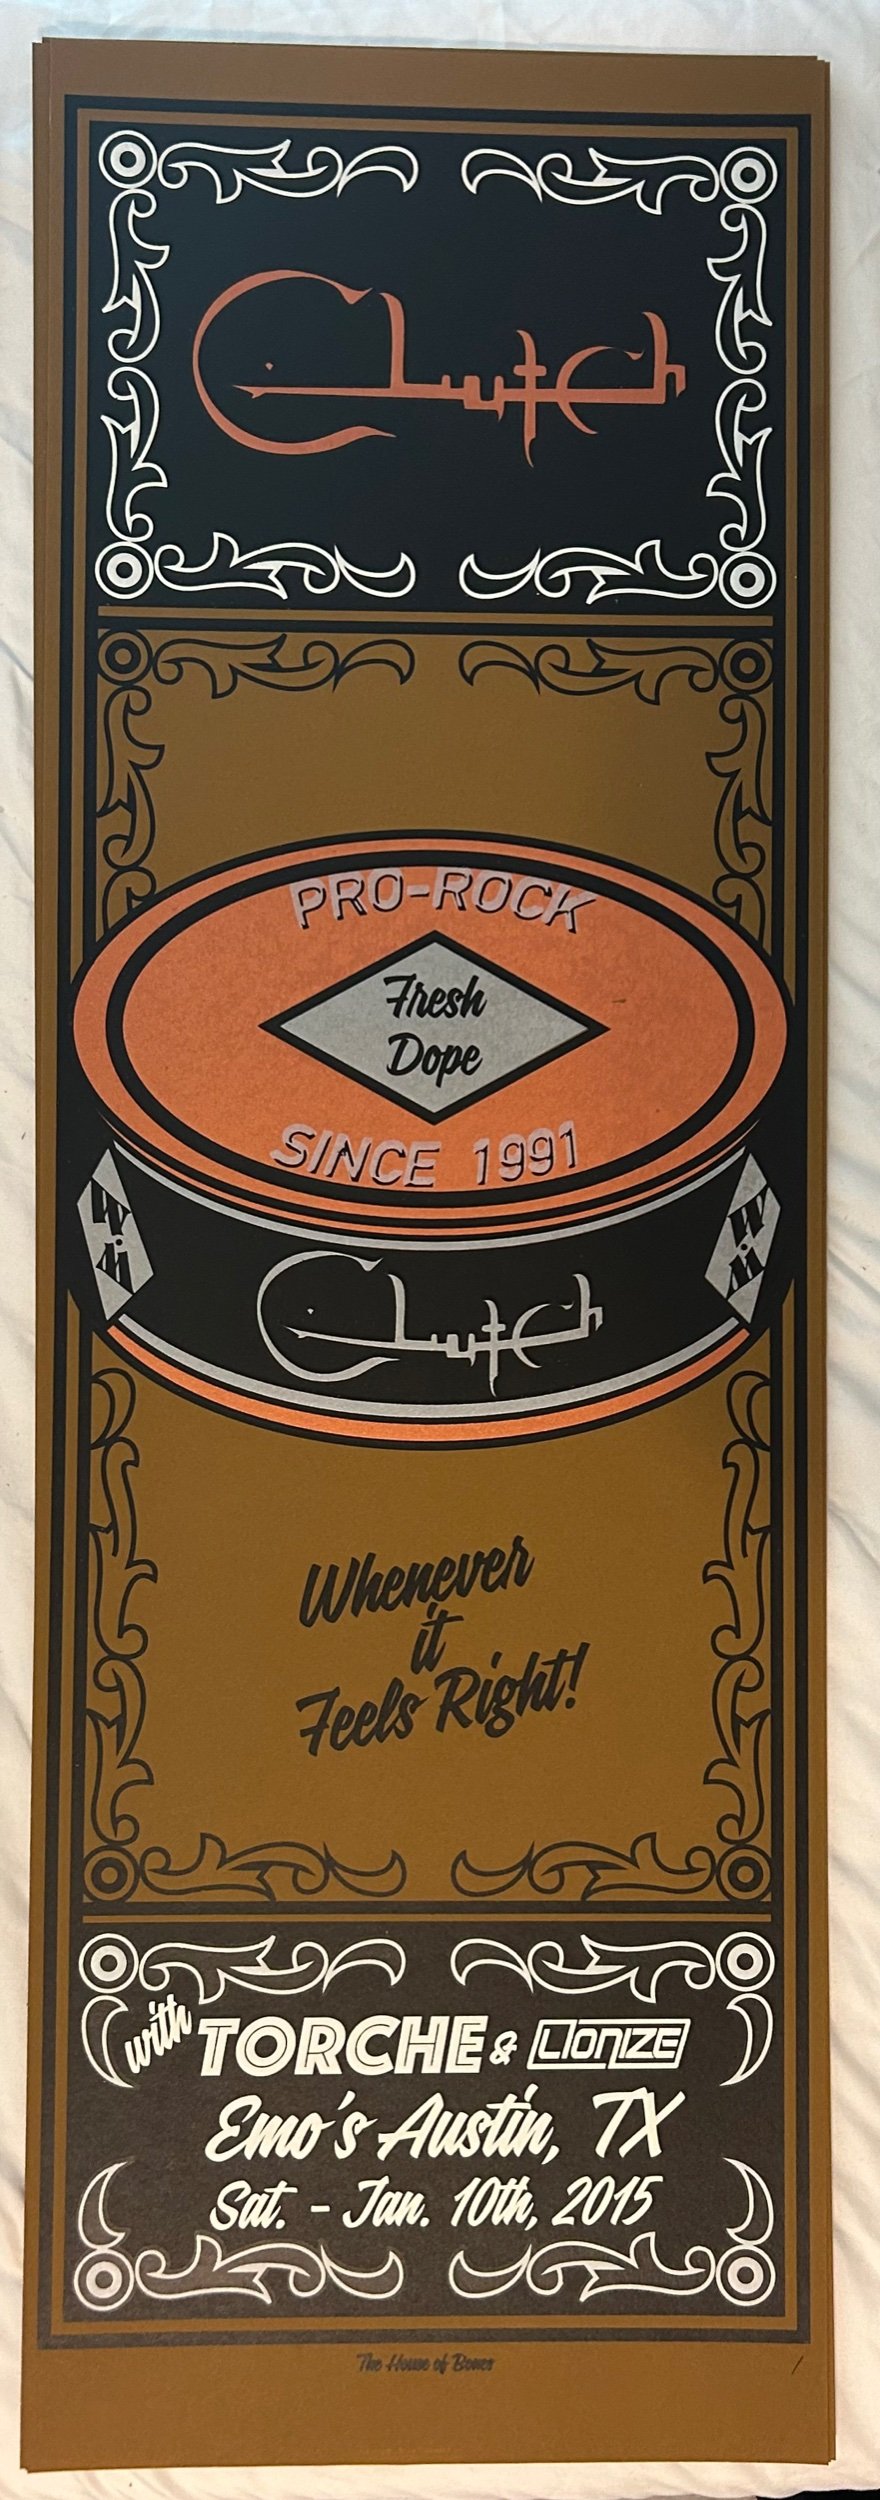 Clutch
PRO-ROCK
Fresh
Dope
SINCE 1991
W.M
W.M
Clutch
Whenever
it
Feels Right!
with TORCHE & LIONIZE
Emo's Austin, TX
Sat. - Jan. 10th, 2015
The House of Bones